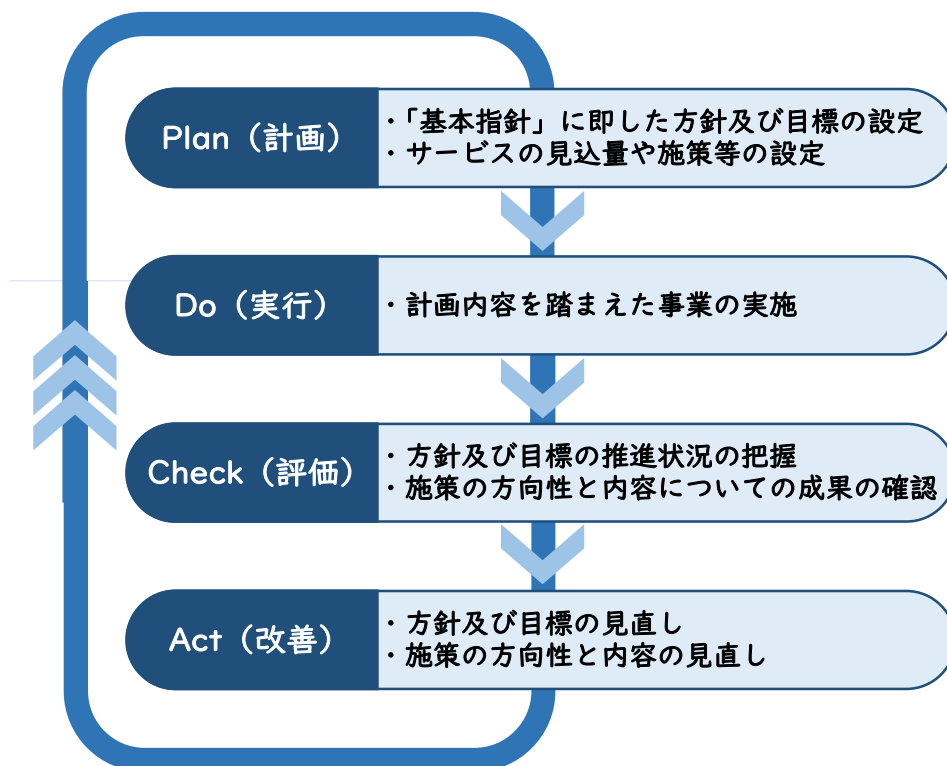 Plan（計画）
・「基本指針」に即した方針及び目標の設定
・サービスの見込量や施策等の設定
Do（実行）
・計画内容を踏まえた事業の実施
Check（評価）
・方針及び目標の推進状況の把握
・施策の方向性と内容についての成果の確認
Act（改善）
・方針及び目標の見直し
・施策の方向性と内容の見直し